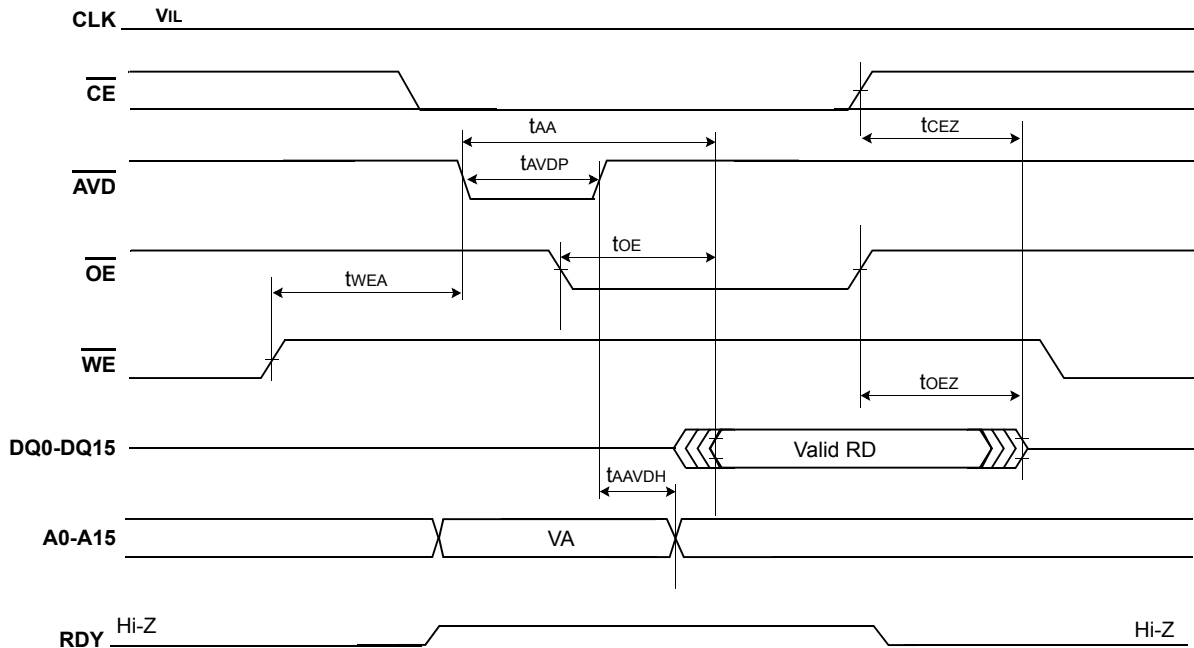 CLK VIL
CE
tAA tCEZ
AVD tAVDP
OE tOE
tWEA
WE
tOEZ
DQ0-DQ15 Valid RD
tAAVDH
A0-A15 VA
RDY Hi-Z Hi-Z